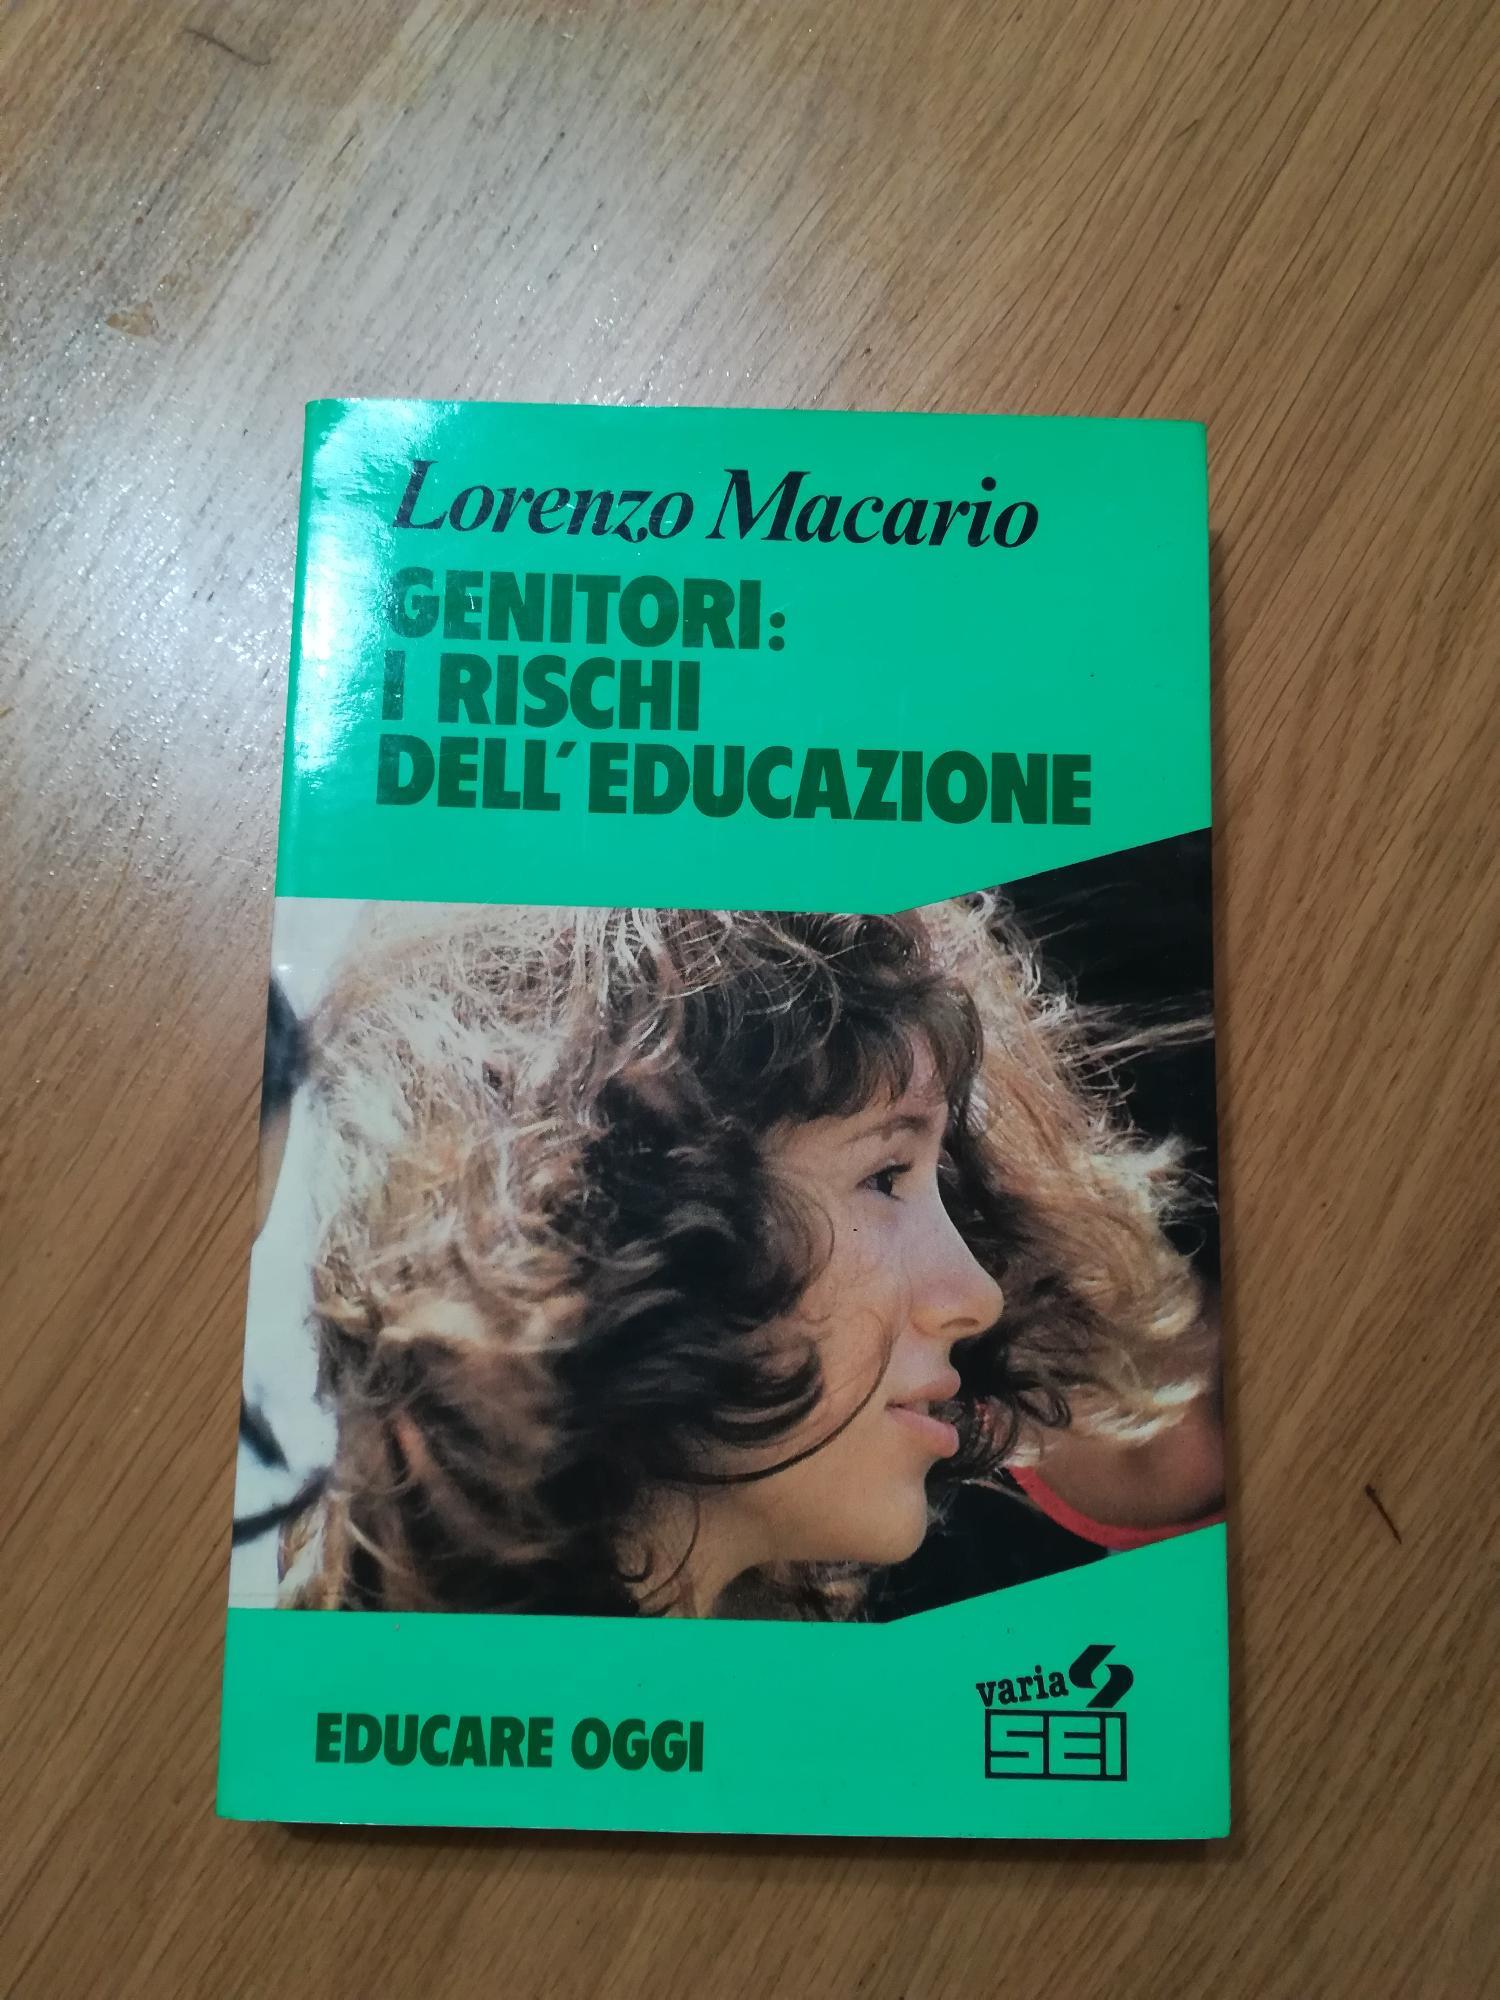 Lorenzo Macario
GENITORI:
I RISCHI
DELL'EDUCAZIONE
EDUCARE OGGI
varia
SEI